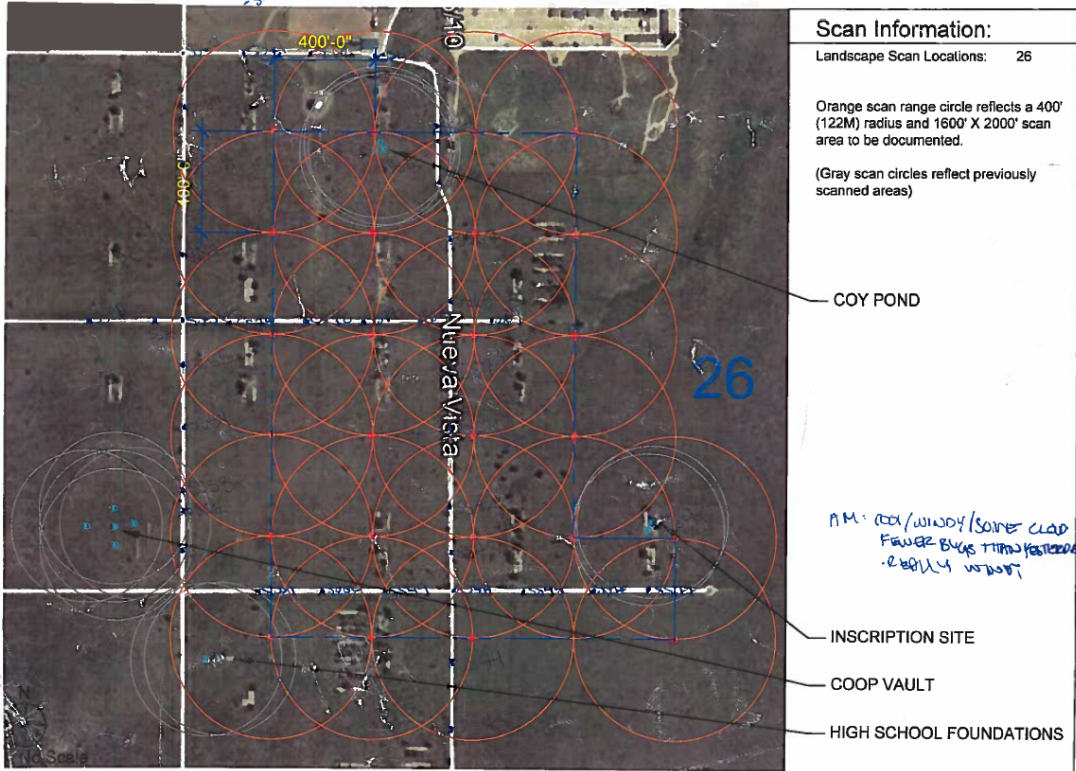 Scan Information:
Landscape Scan Locations: 26
Orange scan range circle reflects a 400'
(122M) radius and 1600' X 2000' scan
area to be documented.
(Gray scan circles reflect previously
scanned areas)
COY POND
AM: COOL/WINDY/SOME CLOUD
FEWER BUGS THAN YESTERDAY
REALLY WINDY
INSCRIPTION SITE
COOP VAULT
HIGH SCHOOL FOUNDATIONS
400'-0"
400'-0"
Nueva Vista
26
N
No Scale